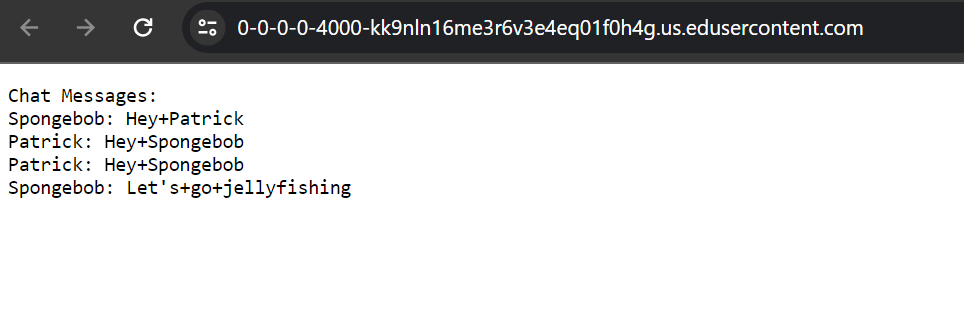 0-0-0-0-4000-kk9nln16me3r6v3e4eq01f0h4g.us.edusercontent.com
Chat Messages:
Spongebob: Hey+Patrick
Patrick: Hey+Spongebob
Patrick: Hey+Spongebob
Spongebob: Let's+go+jellyfishing